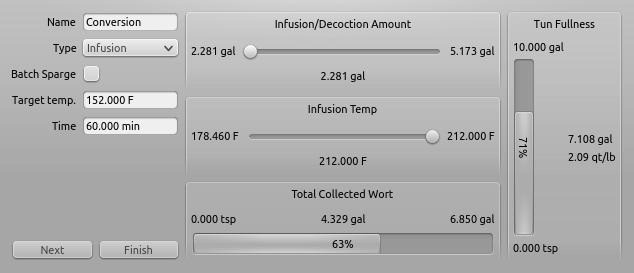 Name Conversion
Type Infusion
Batch Sparge
Target temp. 152.000 F
Time 60.000 min
Next Finish
Infusion/Decoction Amount
2.281 gal 5.173 gal
2.281 gal
Infusion Temp
178.460 F 212.000 F
212.000 F
Total Collected Wort
0.000 tsp 4.329 gal 6.850 gal
63%
Tun Fullness
10.000 gal
71%
7.108 gal
2.09 qt/lb
0.000 tsp